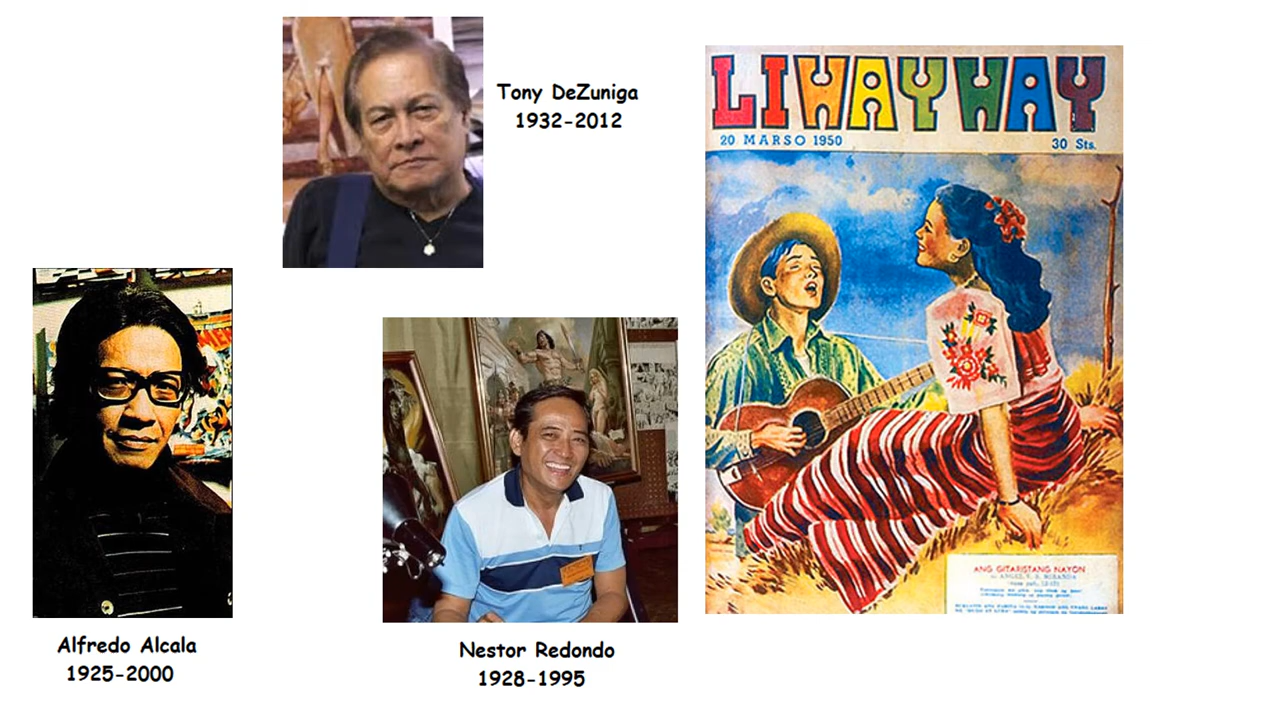 Tony DeZuniga
1932-2012
Alfredo Alcala
1925-2000
Nestor Redondo
1928-1995
LIWAYWAY
20 MARSO 1950
30 Sts.
ANG GITARISTANG NAYON